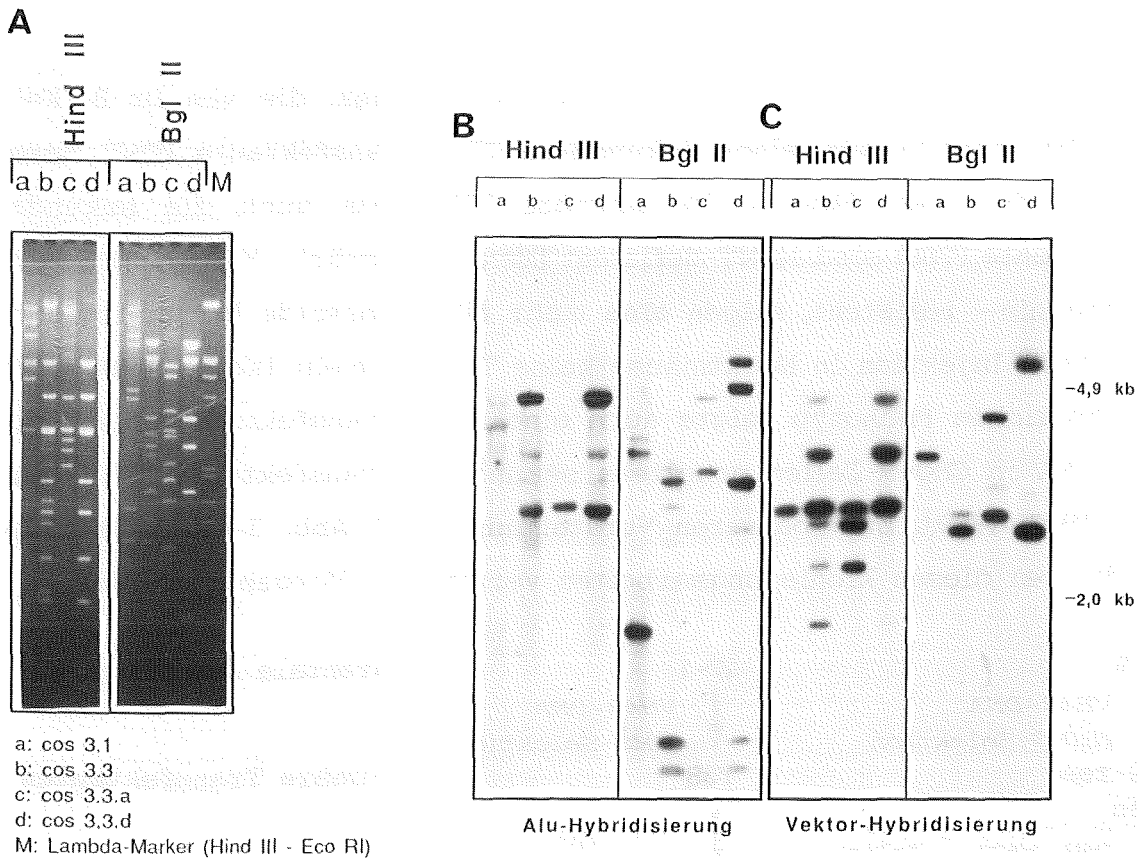 A
Hind III
Bgl II
a b c d a b c d M
B
C
Hind III
Bgl II
Hind III
Bgl II
a b c d a b c d a b c d a b c d
4,9 kb
2,0 kb
a: cos 3,1
b: cos 3.3
c: cos 3.3.a
d: cos 3,3.d
M: Lambda-Marker (Hind III - Eco RI)
Alu-Hybridisierung
Vektor-Hybridisierung